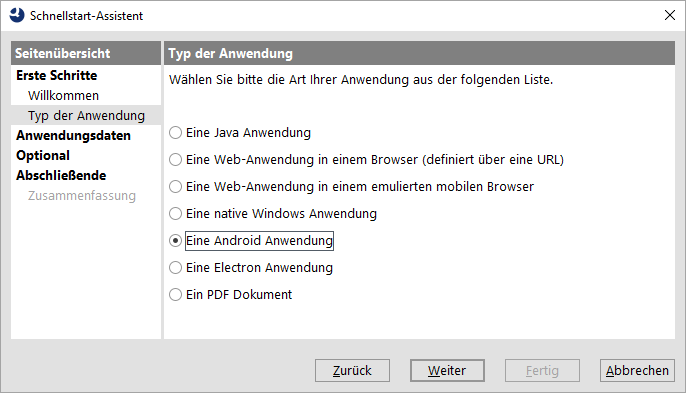 Schnellstart-Assistent
Seitenübersicht
Erste Schritte
Willkommen
Typ der Anwendung
Anwendungsdaten
Optional
Abschließende
Zusammenfassung
Typ der Anwendung
Wählen Sie bitte die Art Ihrer Anwendung aus der folgenden Liste.
Eine Java Anwendung
Eine Web-Anwendung in einem Browser (definiert über eine URL)
Eine Web-Anwendung in einem emulierten mobilen Browser
Eine native Windows Anwendung
Eine Android Anwendung
Eine Electron Anwendung
Ein PDF Dokument
Zurück
Weiter
Fertig
Abbrechen